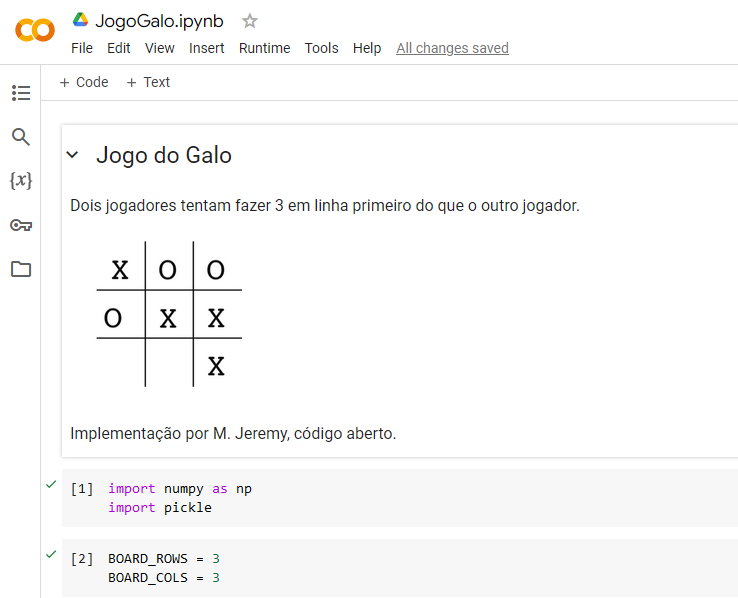 JogoGalo.ipynb
File Edit View Insert Runtime Tools Help All changes saved
+ Code + Text
{x}
Jogo do Galo
Dois jogadores tentam fazer 3 em linha primeiro do que o outro jogador.
X O O
O X X
X
Implementação por M. Jeremy, código aberto.
[1] import numpy as np
import pickle
[2] BOARD_ROWS = 3
BOARD_COLS = 3